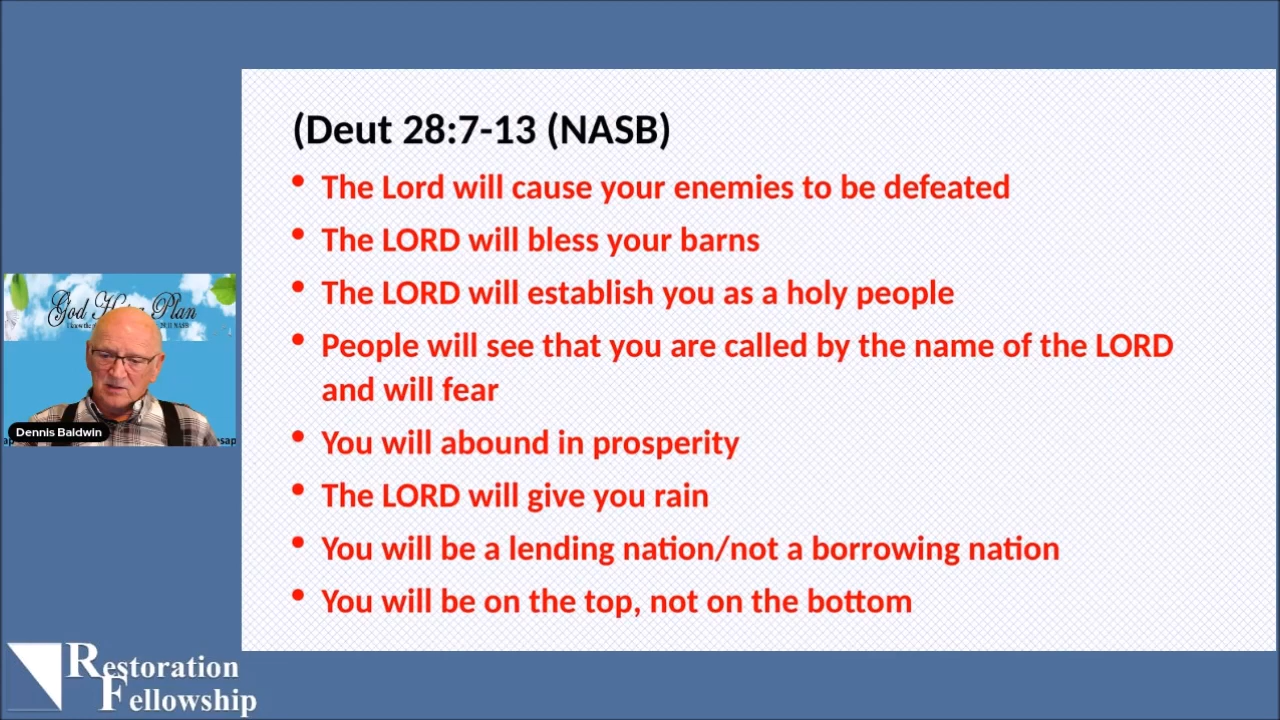 (Deut 28:7-13 (NASB)
• The Lord will cause your enemies to be defeated
• The LORD will bless your barns
• The LORD will establish you as a holy people
• People will see that you are called by the name of the LORD
and will fear
• You will abound in prosperity
• The LORD will give you rain
• You will be a lending nation/not a borrowing nation
• You will be on the top, not on the bottom
God Plan
Dennis Baldwin
Restoration
Fellowship